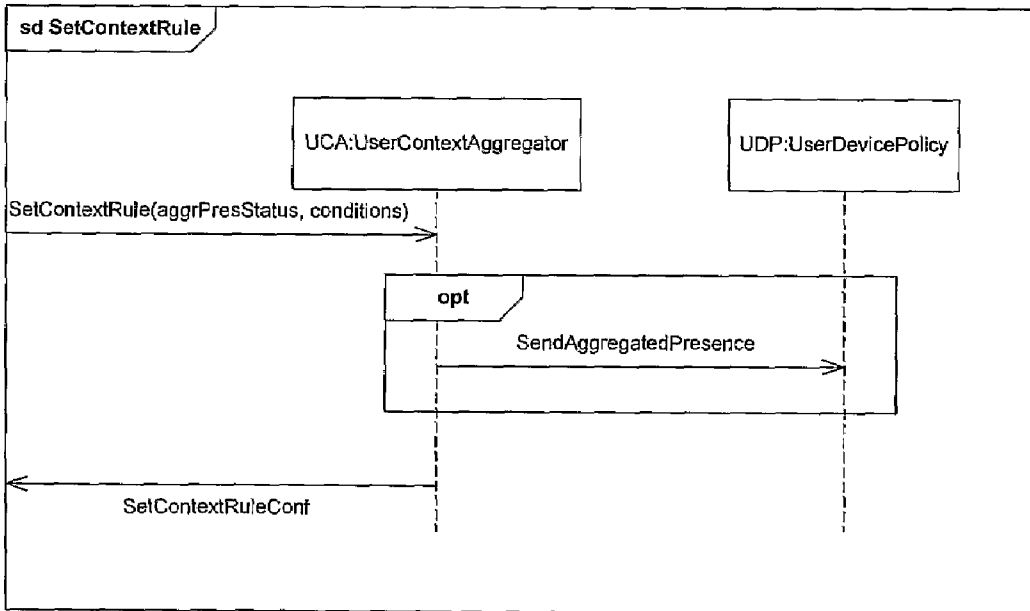 sd SetContextRule
UCA:UserContextAggregator
UDP:UserDevicePolicy
SetContextRule(aggrPresStatus, conditions)
opt
SendAggregatedPresence
SetContextRuleConf